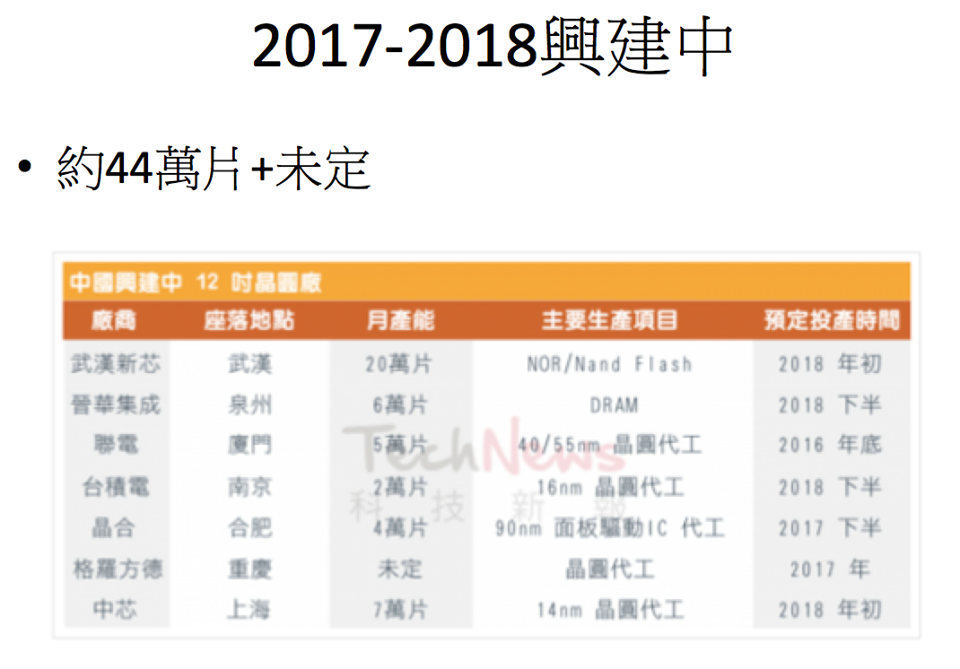 2017-2018興建中
• 約44萬片+未定
中國興建中 12 吋晶圓廠
廠商 座落地點 月產能 主要生產項目 預定投產時間
武漢新芯 武漢 20萬片 NOR/Nand Flash 2018 年初
晉華集成 泉州 6萬片 DRAM 2018 下半
聯電 廈門 5萬片 40/55nm 晶圓代工 2016 年底
台積電 南京 2萬片 16nm 晶圓代工 2018 下半
晶合 合肥 4萬片 90nm 面板驅動IC 代工 2017 下半
格羅方德 重慶 未定 晶圓代工 2017 年
中芯 上海 7萬片 14nm 晶圓代工 2018 年初
TechNews
科技新報